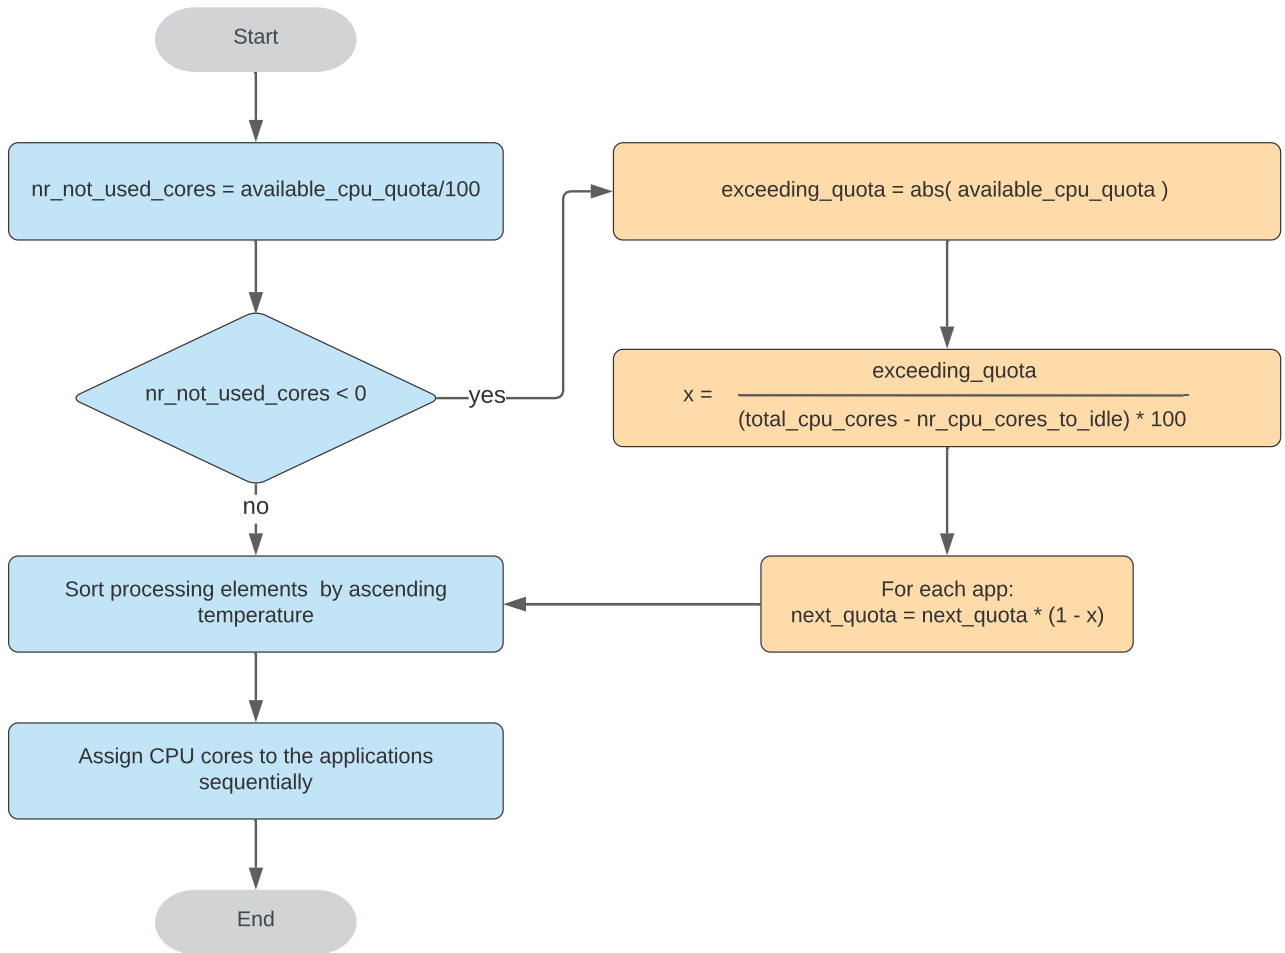 Start
nr_not_used_cores = available_cpu_quota/100
nr_not_used_cores < 0
yes
no
exceeding_quota = abs( available_cpu_quota )
exceeding_quota
x =
(total_cpu_cores - nr_cpu_cores_to_idle) * 100
For each app:
next_quota = next_quota * (1 - x)
Sort processing elements  by ascending
temperature
Assign CPU cores to the applications
sequentially
End